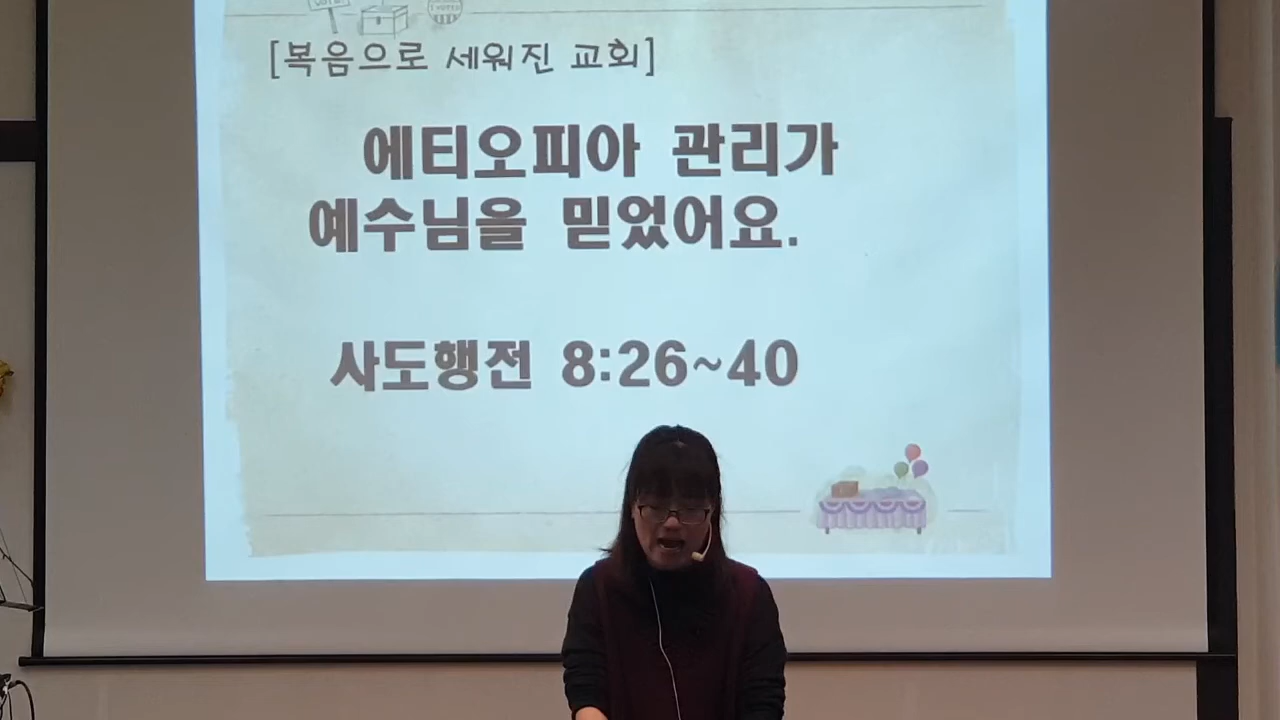 [복음으로 세워진 교회]
에티오피아 관리가
예수님을 믿었어요.
사도행전 8:26~40